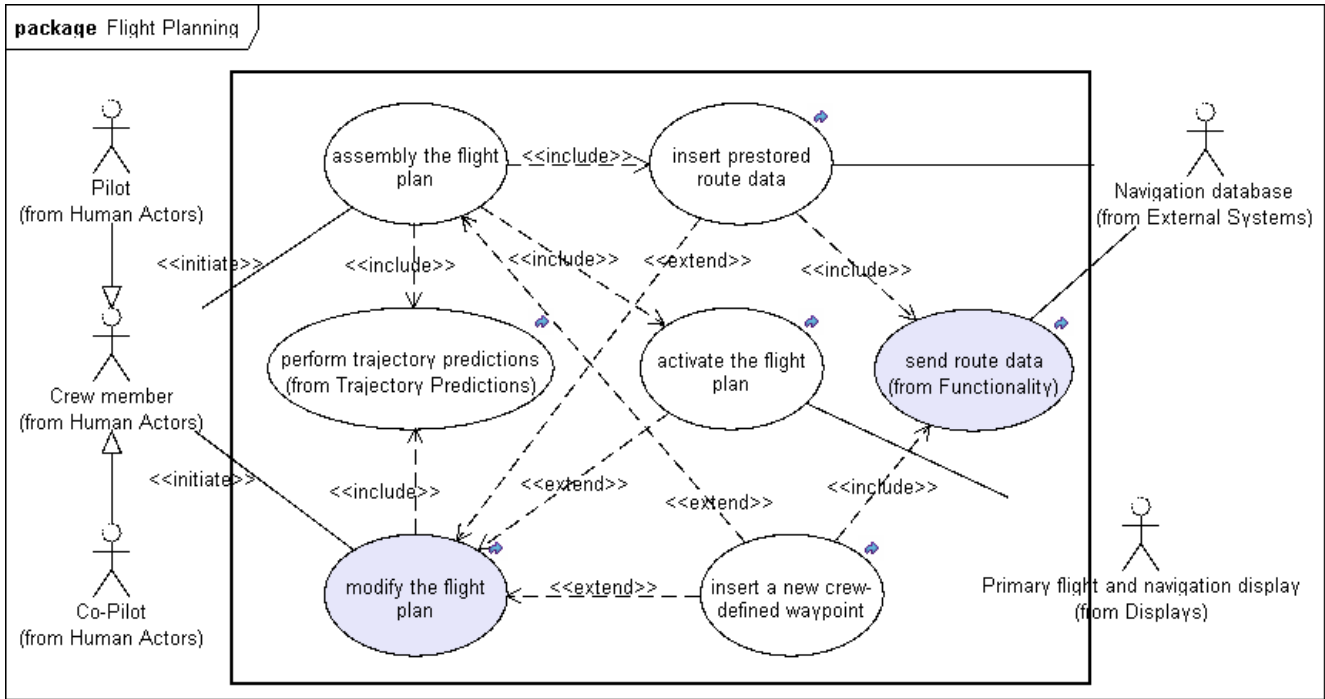 package Flight Planning
Pilot
(from Human Actors)
assembly the flight
plan
<<include>>
insert prestored
route data
Navigation database
(from External Systems)
<<initiate>>
<<include>>
<<include>>
<<extend>>
<<include>>
Crew member
(from Human Actors)
perform trajectory predictions
(from Trajectory Predictions)
activate the flight
plan
send route data
(from Functionality)
<<initiate>>
<<include>>
<<extend>>
<<extend>>
<<include>>
Co-Pilot
(from Human Actors)
modify the flight
plan
<<extend>>
insert a new crew-
defined waypoint
Primary flight and navigation display
(from Displays)